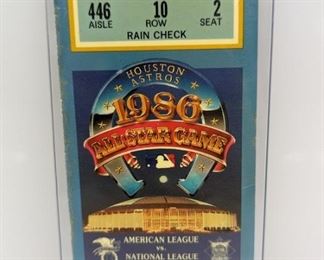 446 10 2
AISLE ROW SEAT
RAIN CHECK
HOUSTON
ASTROS
1986
ALL STAR GAME
AMERICAN LEAGUE
vs.
NATIONAL LEAGUE